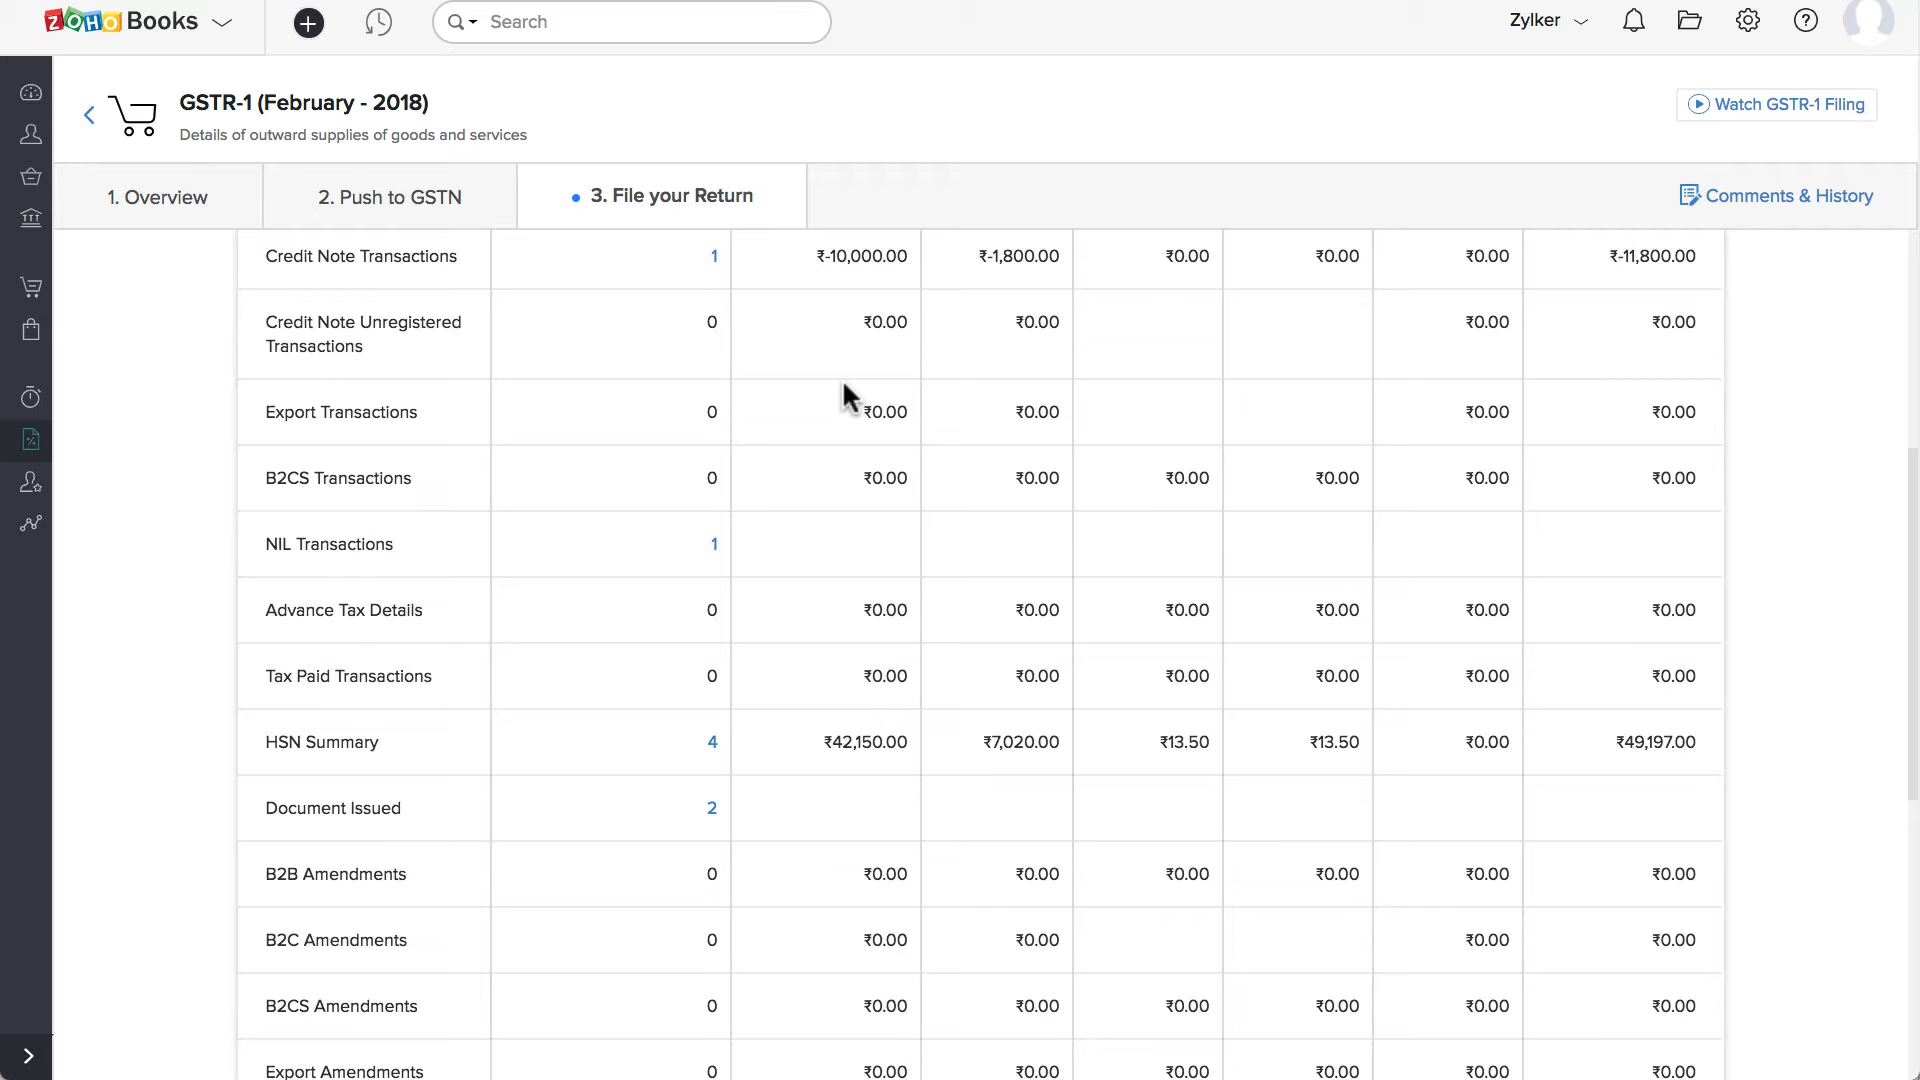 ZOHO Books
Search
Zylker
GSTR-1 (February - 2018)
Details of outward supplies of goods and services
Watch GSTR-1 Filing
1. Overview
2. Push to GSTN
3. File your Return
Comments & History
Credit Note Transactions 1 ₹-10,000.00 ₹-1,800.00 ₹0.00 ₹0.00 ₹0.00 ₹-11,800.00
Credit Note Unregistered
Transactions
0 ₹0.00 ₹0.00 ₹0.00 ₹0.00
Export Transactions 0 ₹0.00 ₹0.00 ₹0.00 ₹0.00
B2CS Transactions 0 ₹0.00 ₹0.00 ₹0.00 ₹0.00 ₹0.00 ₹0.00
NIL Transactions 1
Advance Tax Details 0 ₹0.00 ₹0.00 ₹0.00 ₹0.00 ₹0.00 ₹0.00
Tax Paid Transactions 0 ₹0.00 ₹0.00 ₹0.00 ₹0.00 ₹0.00 ₹0.00
HSN Summary 4 ₹42,150.00 ₹7,020.00 ₹13.50 ₹13.50 ₹0.00 ₹49,197.00
Document Issued 2
B2B Amendments 0 ₹0.00 ₹0.00 ₹0.00 ₹0.00 ₹0.00 ₹0.00
B2C Amendments 0 ₹0.00 ₹0.00 ₹0.00 ₹0.00
B2CS Amendments 0 ₹0.00 ₹0.00 ₹0.00 ₹0.00 ₹0.00 ₹0.00
Export Amendments 0 ₹0.00 ₹0.00 ₹0.00 ₹0.00 ₹0.00 ₹0.00